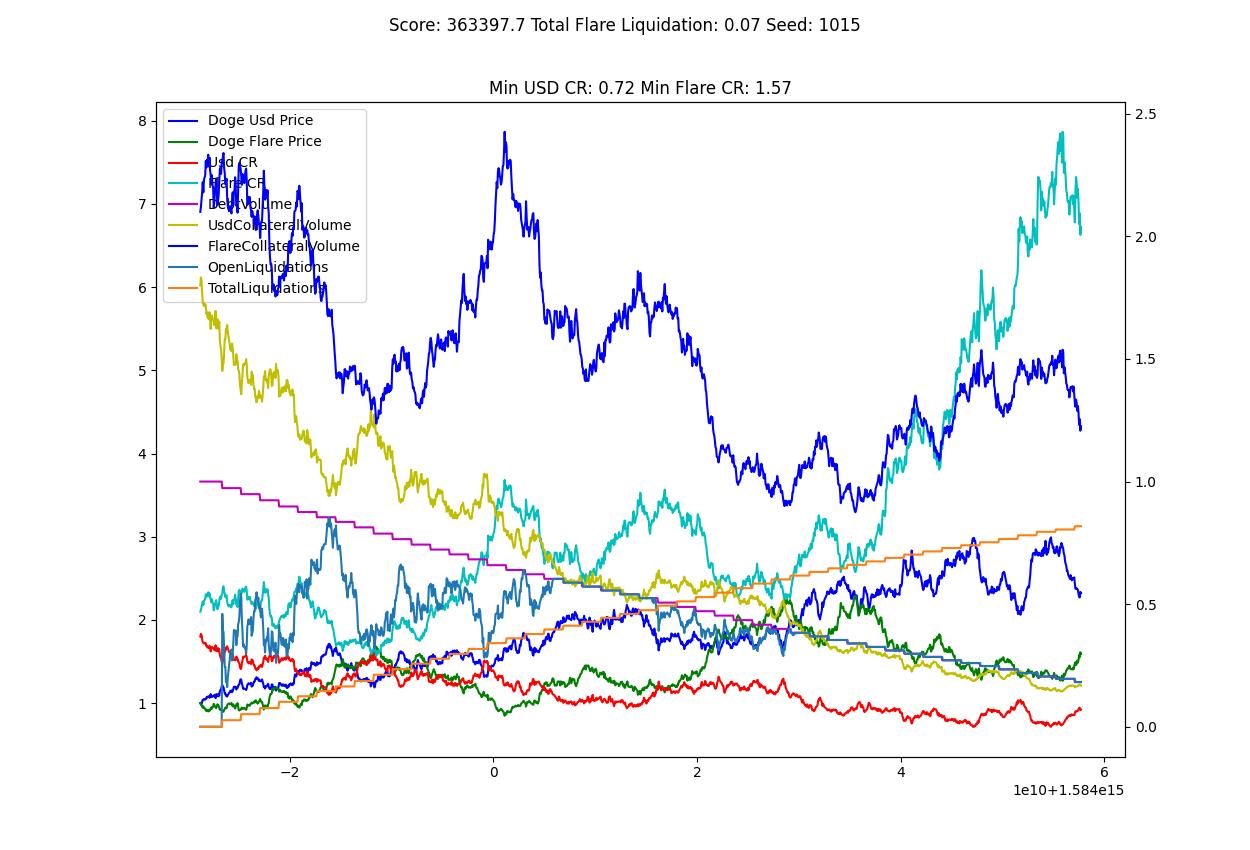 Score: 363397.7 Total Flare Liquidation: 0.07 Seed: 1015
Min USD CR: 0.72 Min Flare CR: 1.57
Doge Usd Price
Doge Flare Price
Usd CR
Flare CR
DebtVolume
UsdCollateralVolume
FlareCollateralVolume
OpenLiquidations
TotalLiquidations
8
7
6
5
4
3
2
1
2.5
2.0
1.5
1.0
0.5
0.0
−2 0 2 4 6
1e10+1.584e15